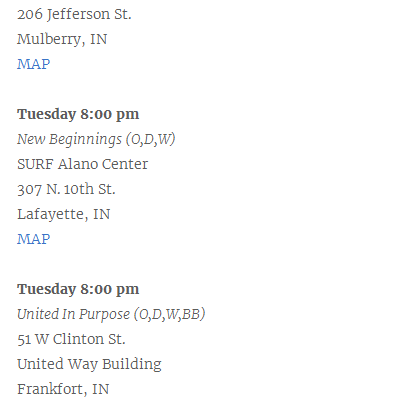 206 Jefferson St.
Mulberry, IN
MAP
Tuesday 8:00 pm
New Beginnings (O,D,W)
SURF Alano Center
307 N. 10th St.
Lafayette, IN
MAP
Tuesday 8:00 pm
United In Purpose (O,D,W,BB)
51 W Clinton St.
United Way Building
Frankfort, IN